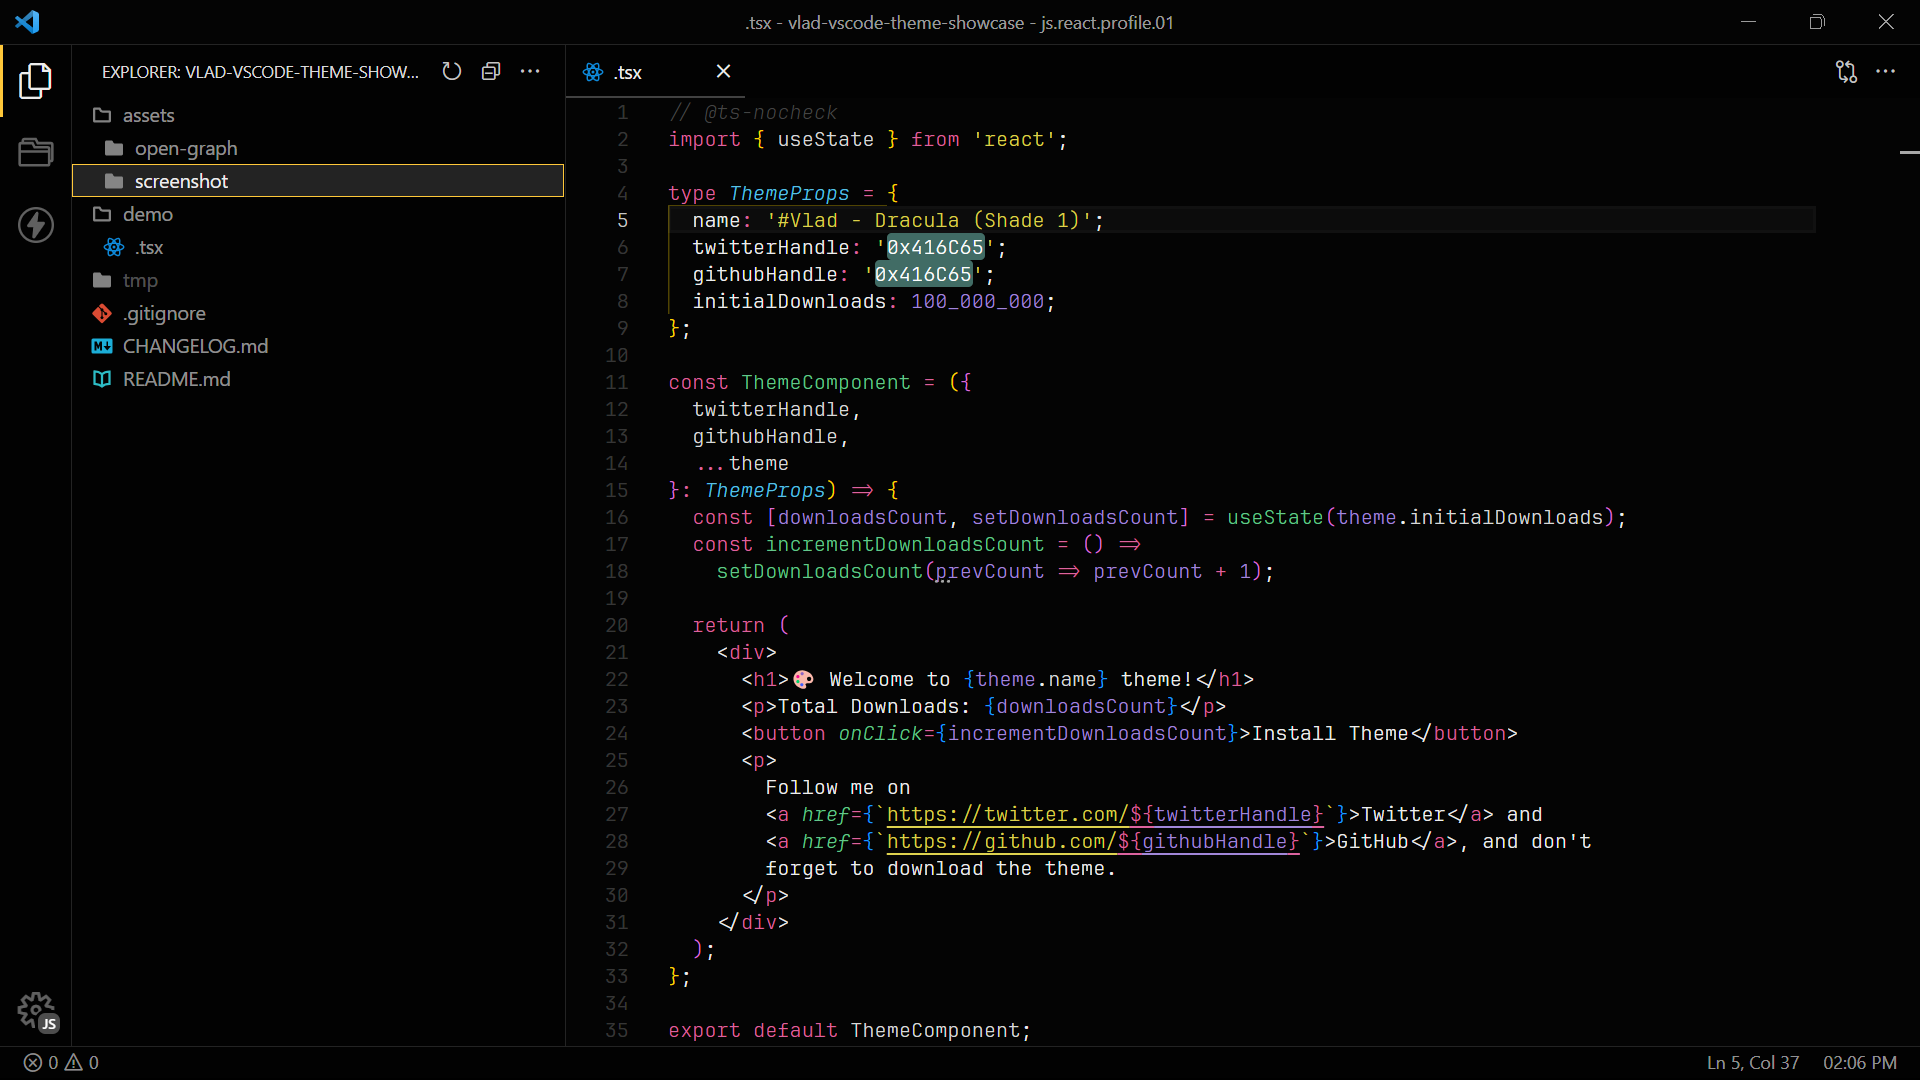 .tsx - vlad-vscode-theme-showcase - js.react.profile.01
EXPLORER: VLAD-VSCODE-THEME-SHOW...
assets
open-graph
screenshot
demo
.tsx
tmp
.gitignore
CHANGELOG.md
README.md
JS
.tsx
1 // @ts-nocheck
2 import { useState } from 'react';
3
4 type ThemeProps = {
5   name: '#Vlad - Dracula (Shade 1)';
6   twitterHandle: '0x416C65';
7   githubHandle: '0x416C65';
8   initialDownloads: 100_000_000;
9 };
10
11 const ThemeComponent = ({
12   twitterHandle,
13   githubHandle,
14   ...theme
15 }: ThemeProps) => {
16   const [downloadsCount, setDownloadsCount] = useState(theme.initialDownloads);
17   const incrementDownloadsCount = () =>
18     setDownloadsCount(prevCount => prevCount + 1);
19
20   return (
21     <div>
22       <h1>🎨 Welcome to {theme.name} theme!</h1>
23       <p>Total Downloads: {downloadsCount}</p>
24       <button onClick={incrementDownloadsCount}>Install Theme</button>
25       <p>
26         Follow me on
27         <a href={`https://twitter.com/${twitterHandle}`}>Twitter</a> and
28         <a href={`https://github.com/${githubHandle}`}>GitHub</a>, and don't
29         forget to download the theme.
30       </p>
31     </div>
32   );
33 };
34
35 export default ThemeComponent;
0 0
Ln 5, Col 37 02:06 PM